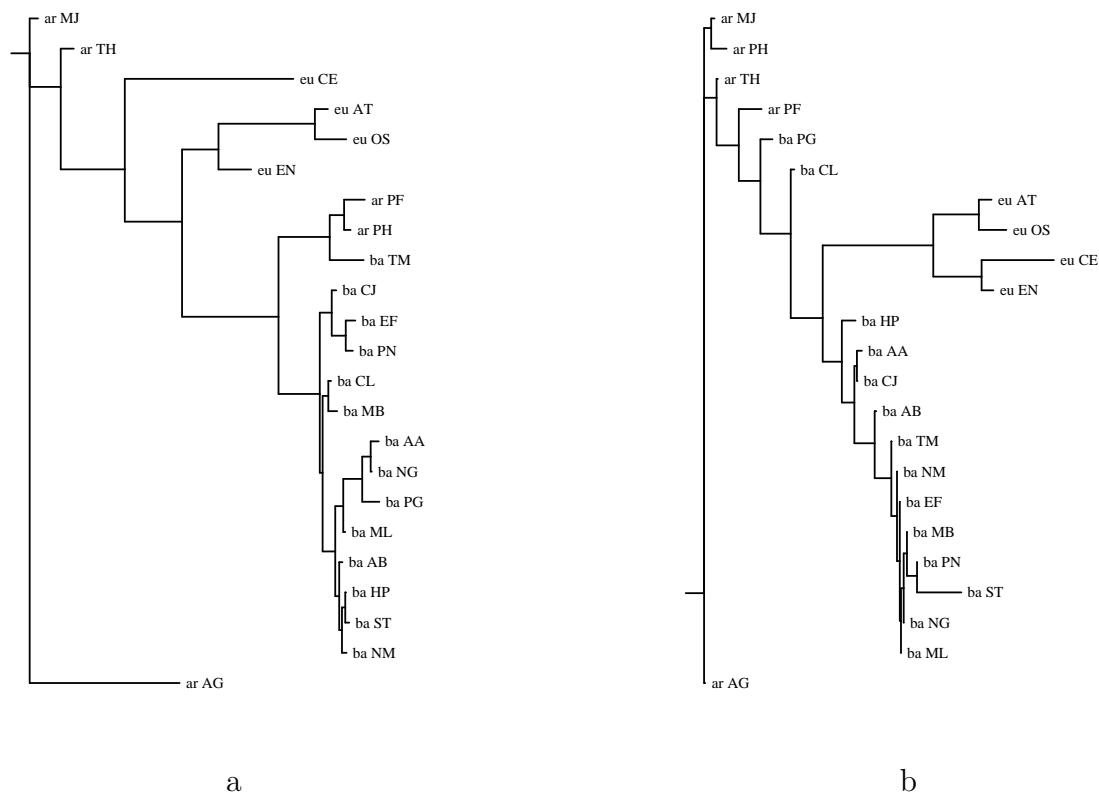 ar MJ
ar TH
eu CE
eu AT
eu OS
eu EN
ar PF
ar PH
ba TM
ba CJ
ba EF
ba PN
ba CL
ba MB
ba AA
ba NG
ba PG
ba ML
ba AB
ba HP
ba ST
ba NM
ar AG
a
ar MJ
ar PH
ar TH
ar PF
ba PG
ba CL
eu AT
eu OS
eu CE
eu EN
ba HP
ba AA
ba CJ
ba AB
ba TM
ba NM
ba EF
ba MB
ba PN
ba ST
ba NG
ba ML
ar AG
b